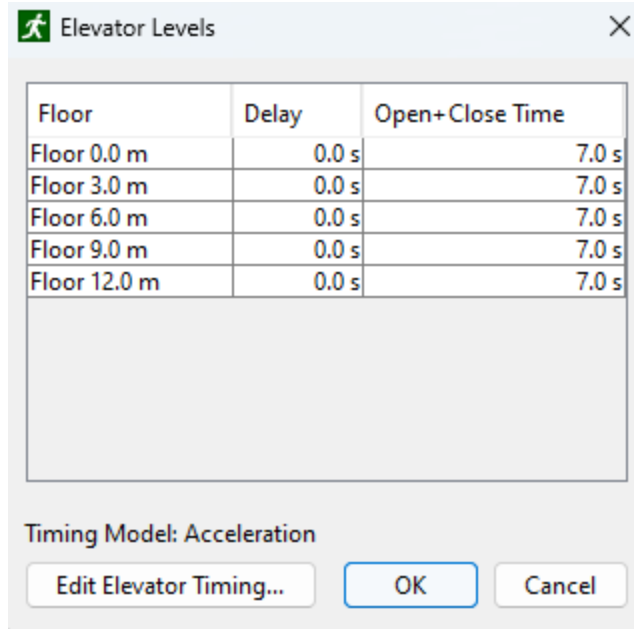 Elevator Levels
Floor Delay Open+Close Time
Floor 0.0 m 0.0 s 7.0 s
Floor 3.0 m 0.0 s 7.0 s
Floor 6.0 m 0.0 s 7.0 s
Floor 9.0 m 0.0 s 7.0 s
Floor 12.0 m 0.0 s 7.0 s
Timing Model: Acceleration
Edit Elevator Timing... OK Cancel